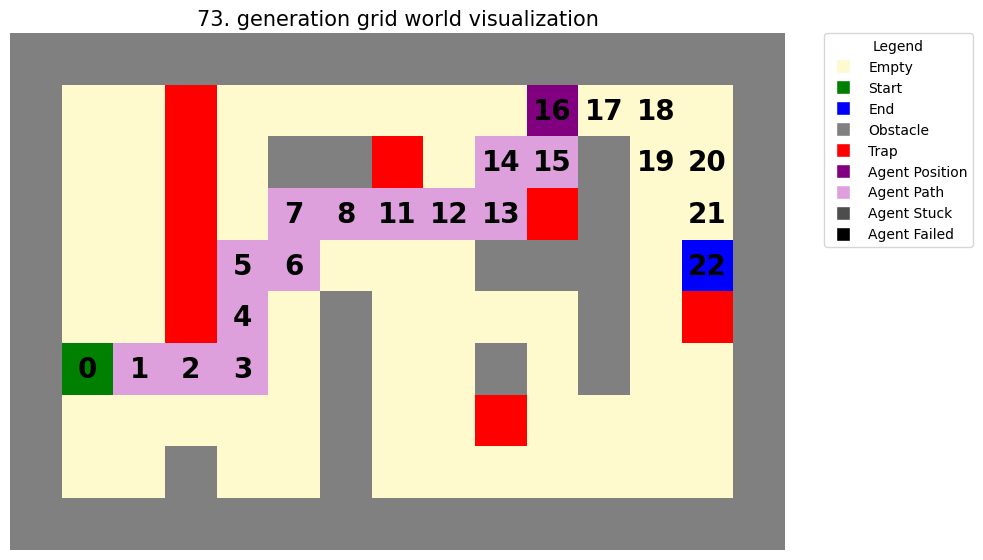 73. generation grid world visualization
Legend
Empty
Start
End
Obstacle
Trap
Agent Position
Agent Path
Agent Stuck
Agent Failed
16 17 18
14 15 19 20
7 8 11 12 13 21
5 6 22
4
0 1 2 3